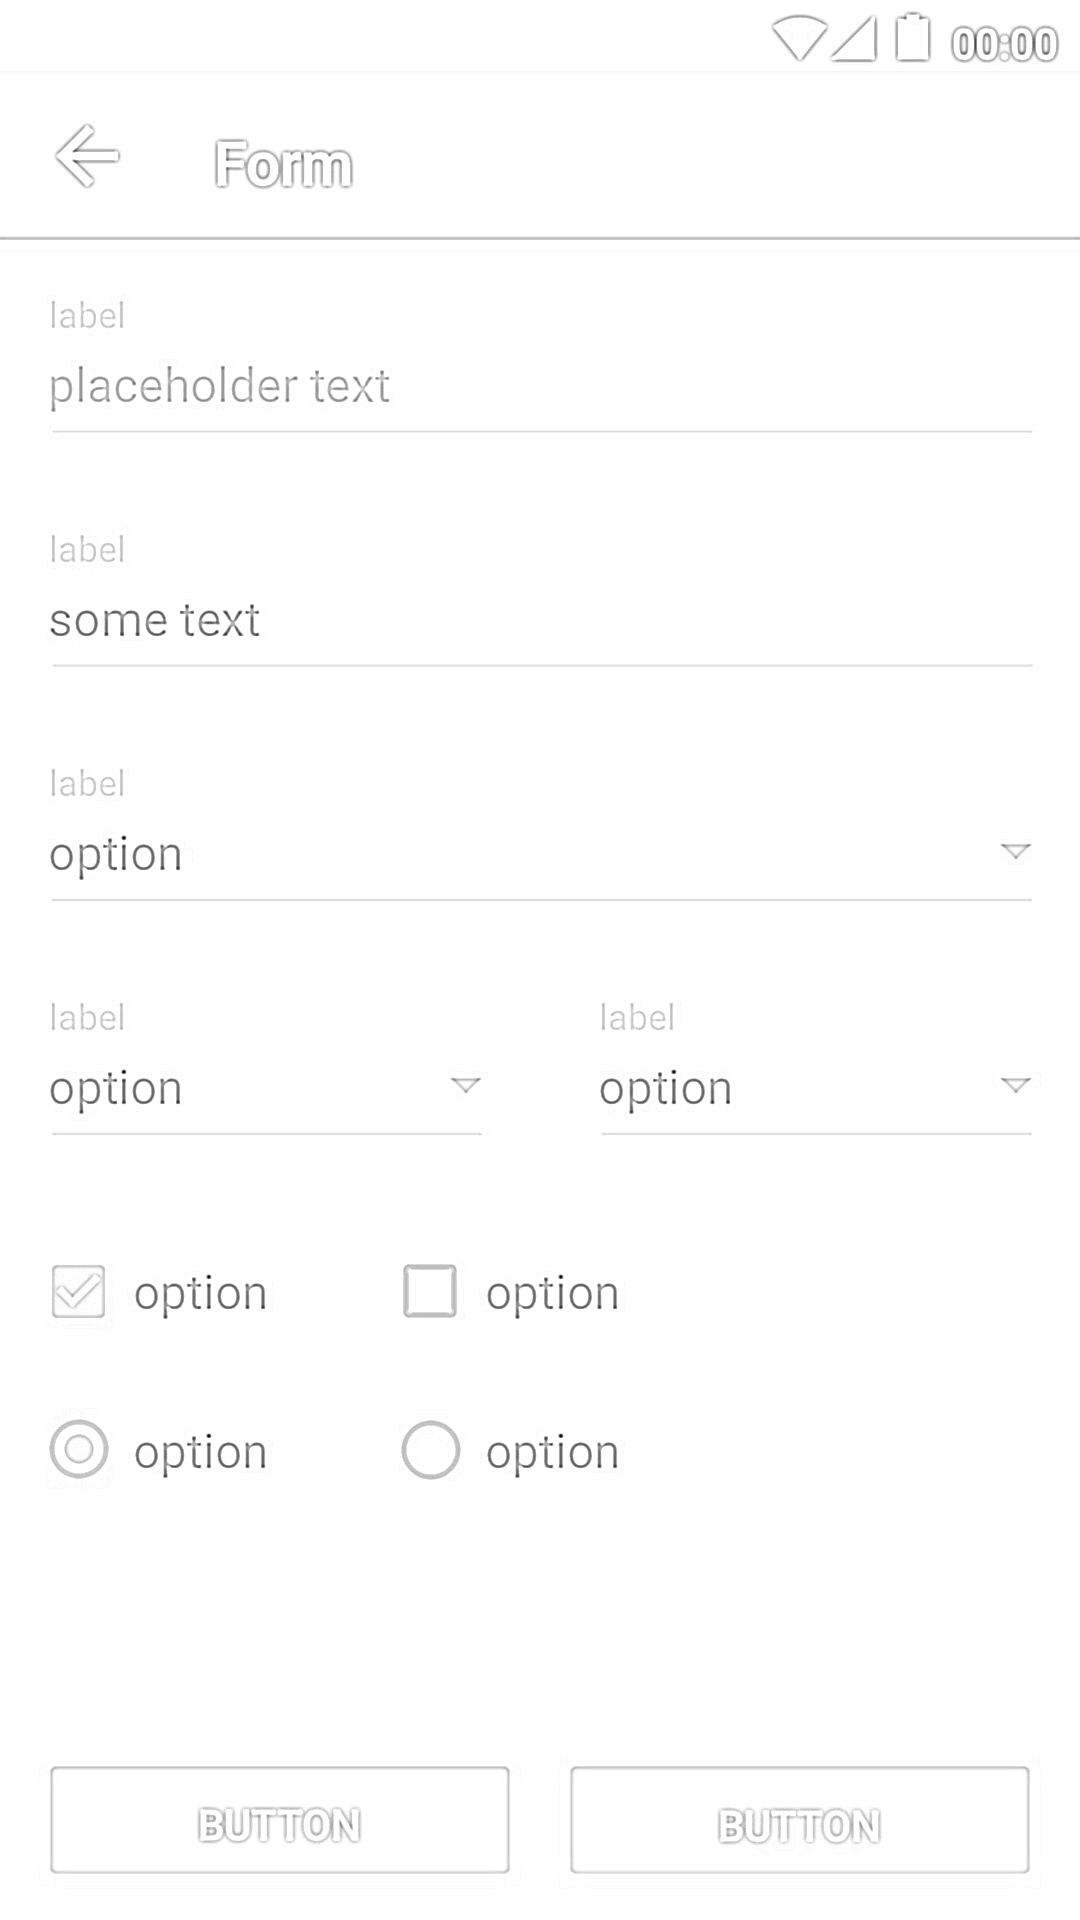 00:00
Form
label
placeholder text
label
some text
label
option
label label
option option
option option
option option
BUTTON BUTTON